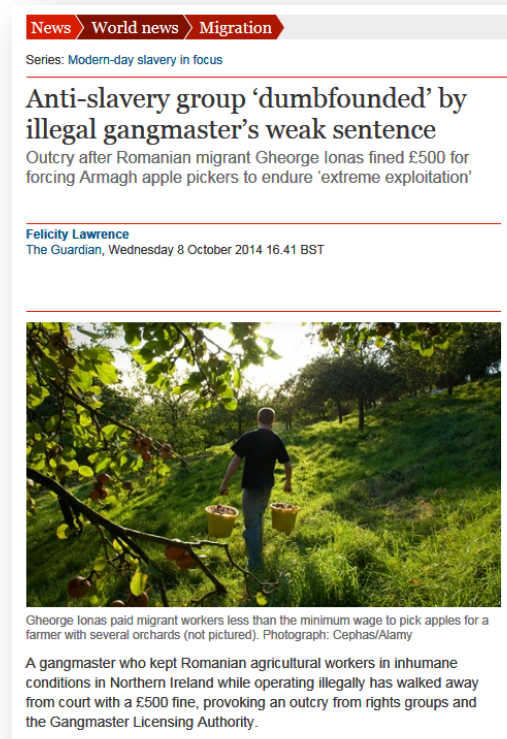 News World news Migration
Series: Modern-day slavery in focus
Anti-slavery group ‘dumbfounded’ by
illegal gangmaster’s weak sentence
Outcry after Romanian migrant Gheorge Ionas fined £500 for
forcing Armagh apple pickers to endure ‘extreme exploitation’
Felicity Lawrence
The Guardian, Wednesday 8 October 2014 16.41 BST
Gheorge Ionas paid migrant workers less than the minimum wage to pick apples for a
farmer with several orchards (not pictured). Photograph: Cephas/Alamy
A gangmaster who kept Romanian agricultural workers in inhumane
conditions in Northern Ireland while operating illegally has walked away
from court with a £500 fine, provoking an outcry from rights groups and
the Gangmaster Licensing Authority.